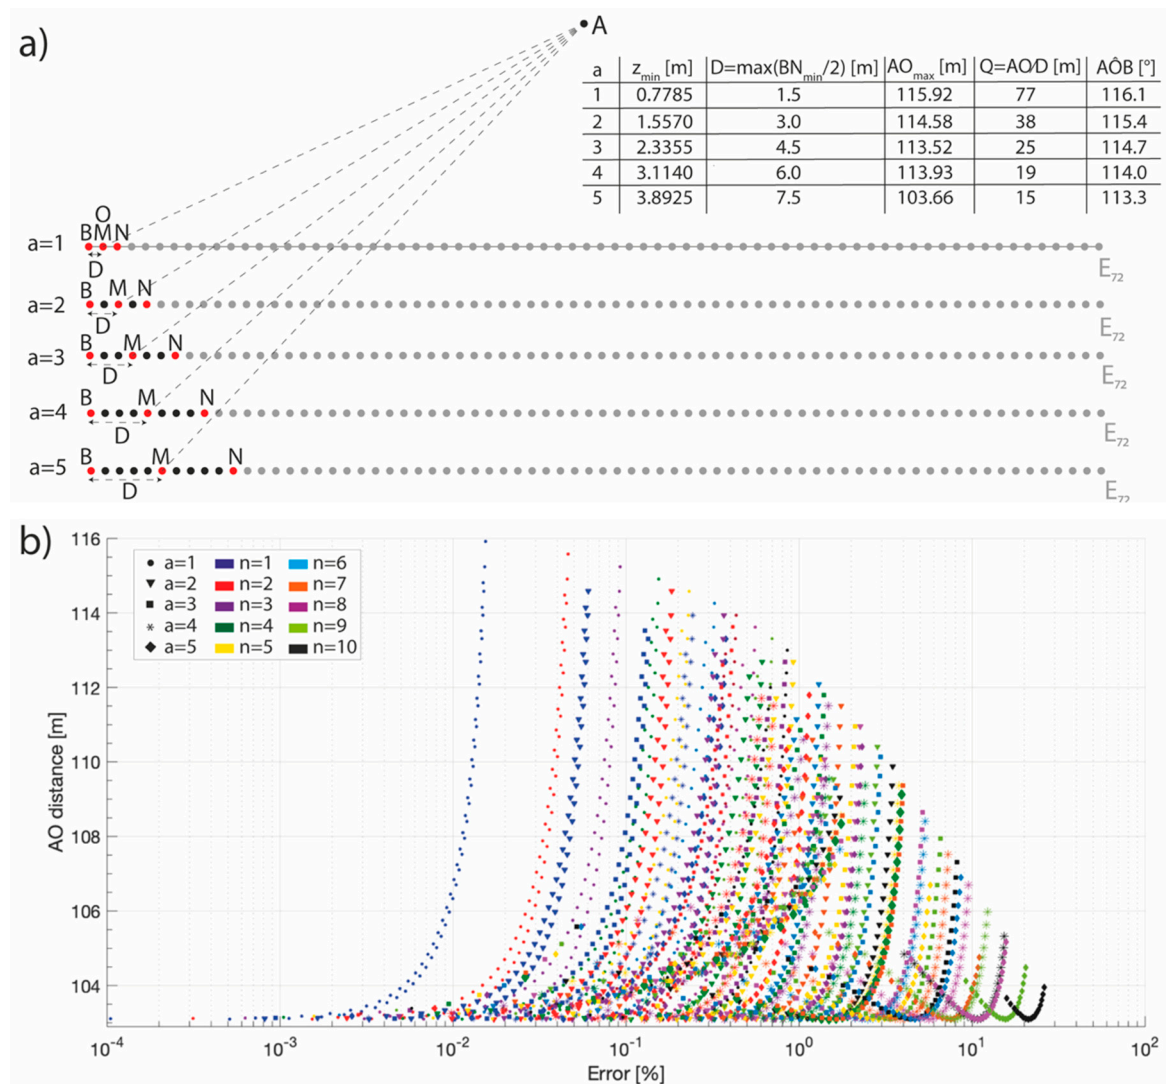 a)
A
a z_min [m] D=max(BN_min/2) [m] AO_max [m] Q=AO/D [m] AÔB [°]
1 0.7785 1.5 115.92 77 116.1
2 1.5570 3.0 114.58 38 115.4
3 2.3355 4.5 113.52 25 114.7
4 3.1140 6.0 113.93 19 114.0
5 3.8925 7.5 103.66 15 113.3
O
B M N
a=1
D
E_72
B M N
a=2
D
E_72
B M N
a=3
D
E_72
B M N
a=4
D
E_72
B M N
a=5
D
E_72
b)
116
114
112
110
108
106
104
AO distance [m]
a=1 n=1 n=6
a=2 n=2 n=7
a=3 n=3 n=8
a=4 n=4 n=9
a=5 n=5 n=10
10^-4 10^-3 10^-2 10^-1 10^0 10^1 10^2
Error [%]